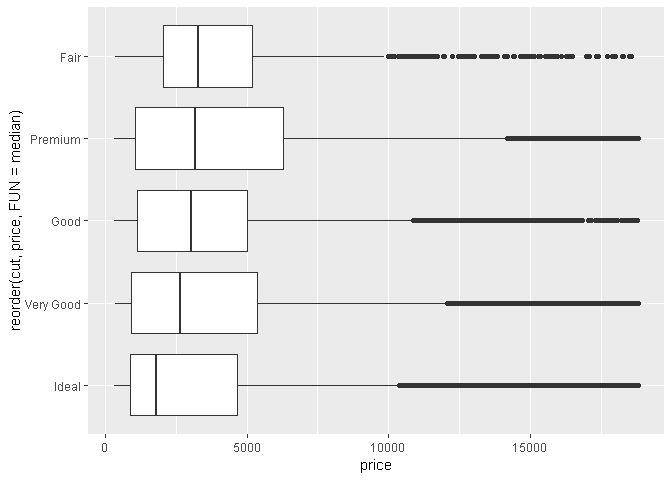 reorder(cut, price, FUN = median)
Fair
Premium
Good
Very Good
Ideal
0 5000 10000 15000
price